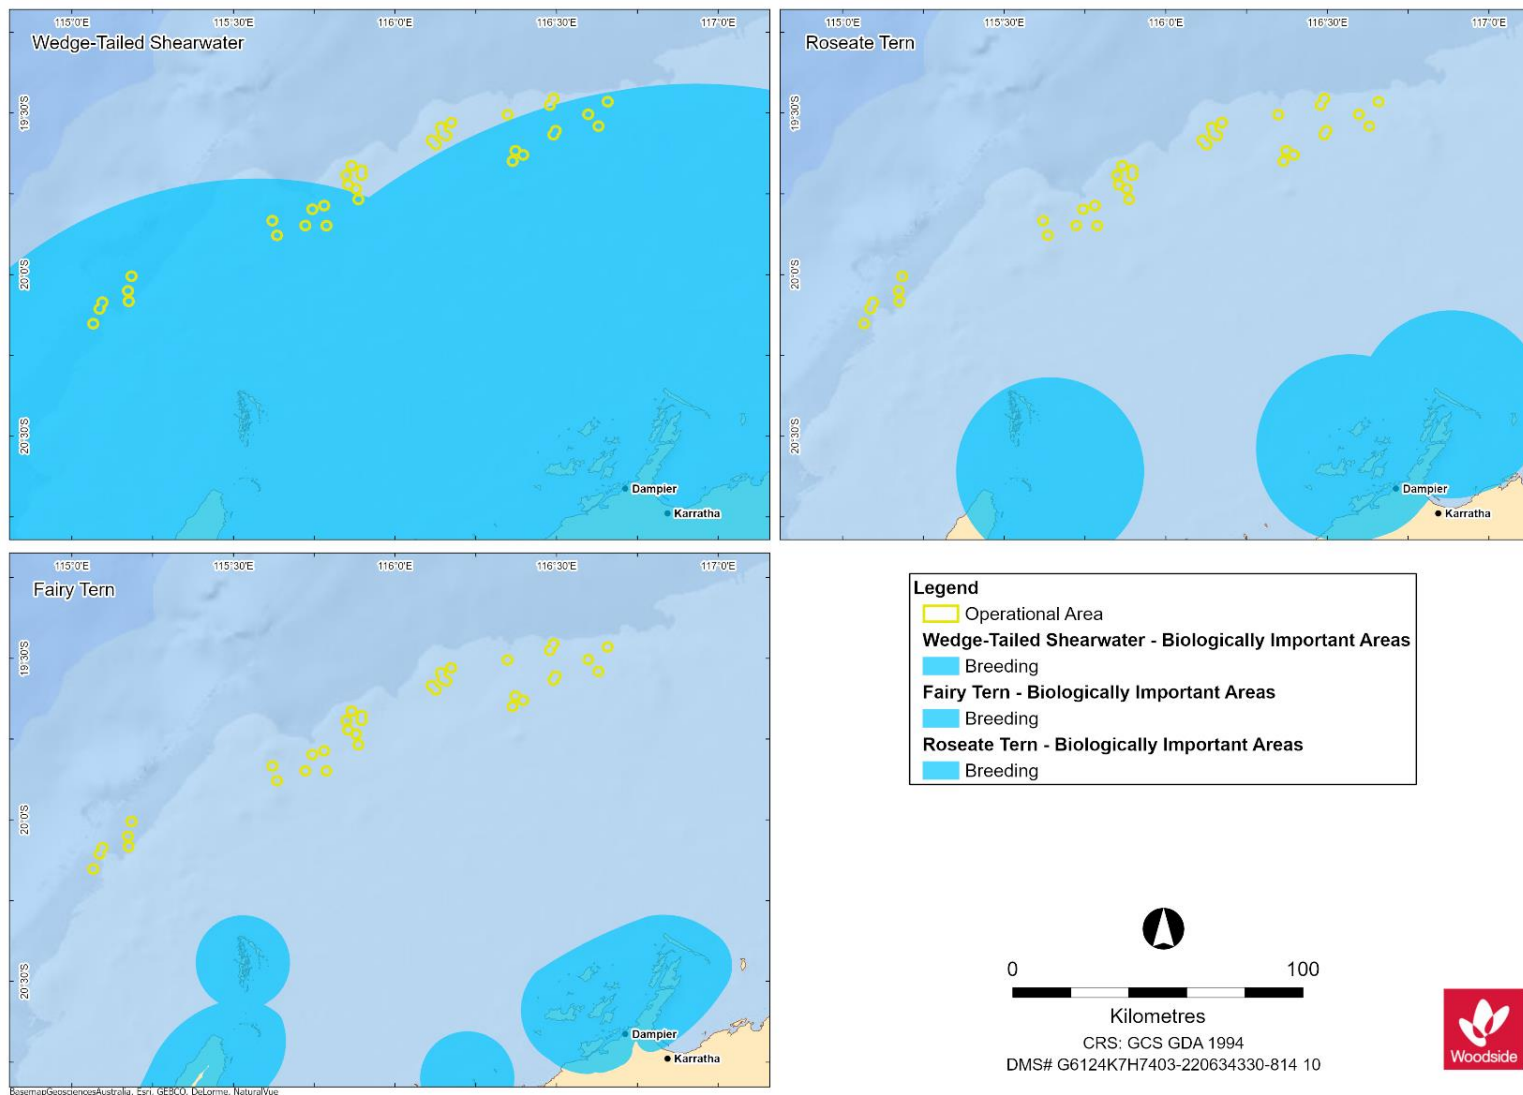 115°0'E 115°30'E 116°0'E 116°30'E 117°0'E
Wedge-Tailed Shearwater
19°30'S
20°0'S
20°30'S
Dampier
Karratha
115°0'E 115°30'E 116°0'E 116°30'E 117°0'E
Roseate Tern
19°30'S
20°0'S
20°30'S
Dampier
Karratha
115°0'E 115°30'E 116°0'E 116°30'E 117°0'E
Fairy Tern
19°30'S
20°0'S
20°30'S
Dampier
Karratha
BasemapGeosciencesAustralia, Esri, GEBCO, DeLorme, NaturalVue
Legend
Operational Area
Wedge-Tailed Shearwater - Biologically Important Areas
Breeding
Fairy Tern - Biologically Important Areas
Breeding
Roseate Tern - Biologically Important Areas
Breeding
0 100
Kilometres
CRS: GCS GDA 1994
DMS# G6124K7H7403-220634330-814 10
Woodside